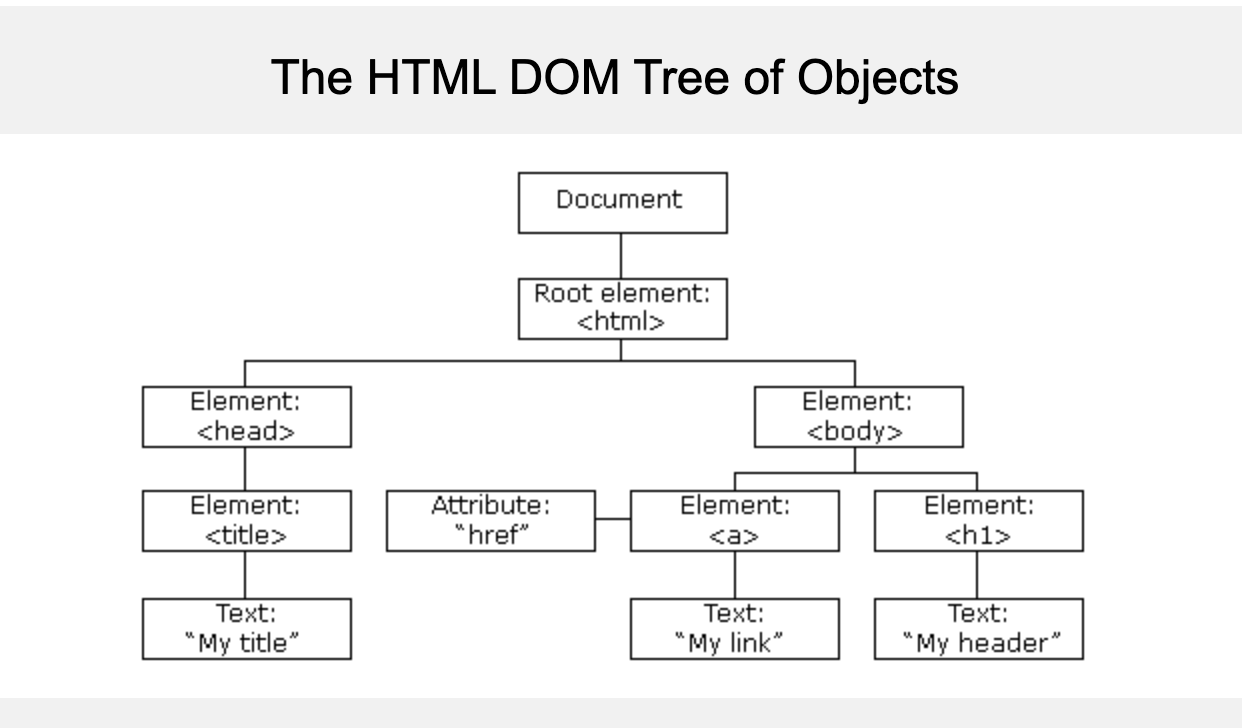 The HTML DOM Tree of Objects
Document
Root element:
<html>
Element:
<head>
Element:
<body>
Element:
<title>
Attribute:
“href”
Element:
<a>
Element:
<h1>
Text:
“My title”
Text:
“My link”
Text:
“My header”